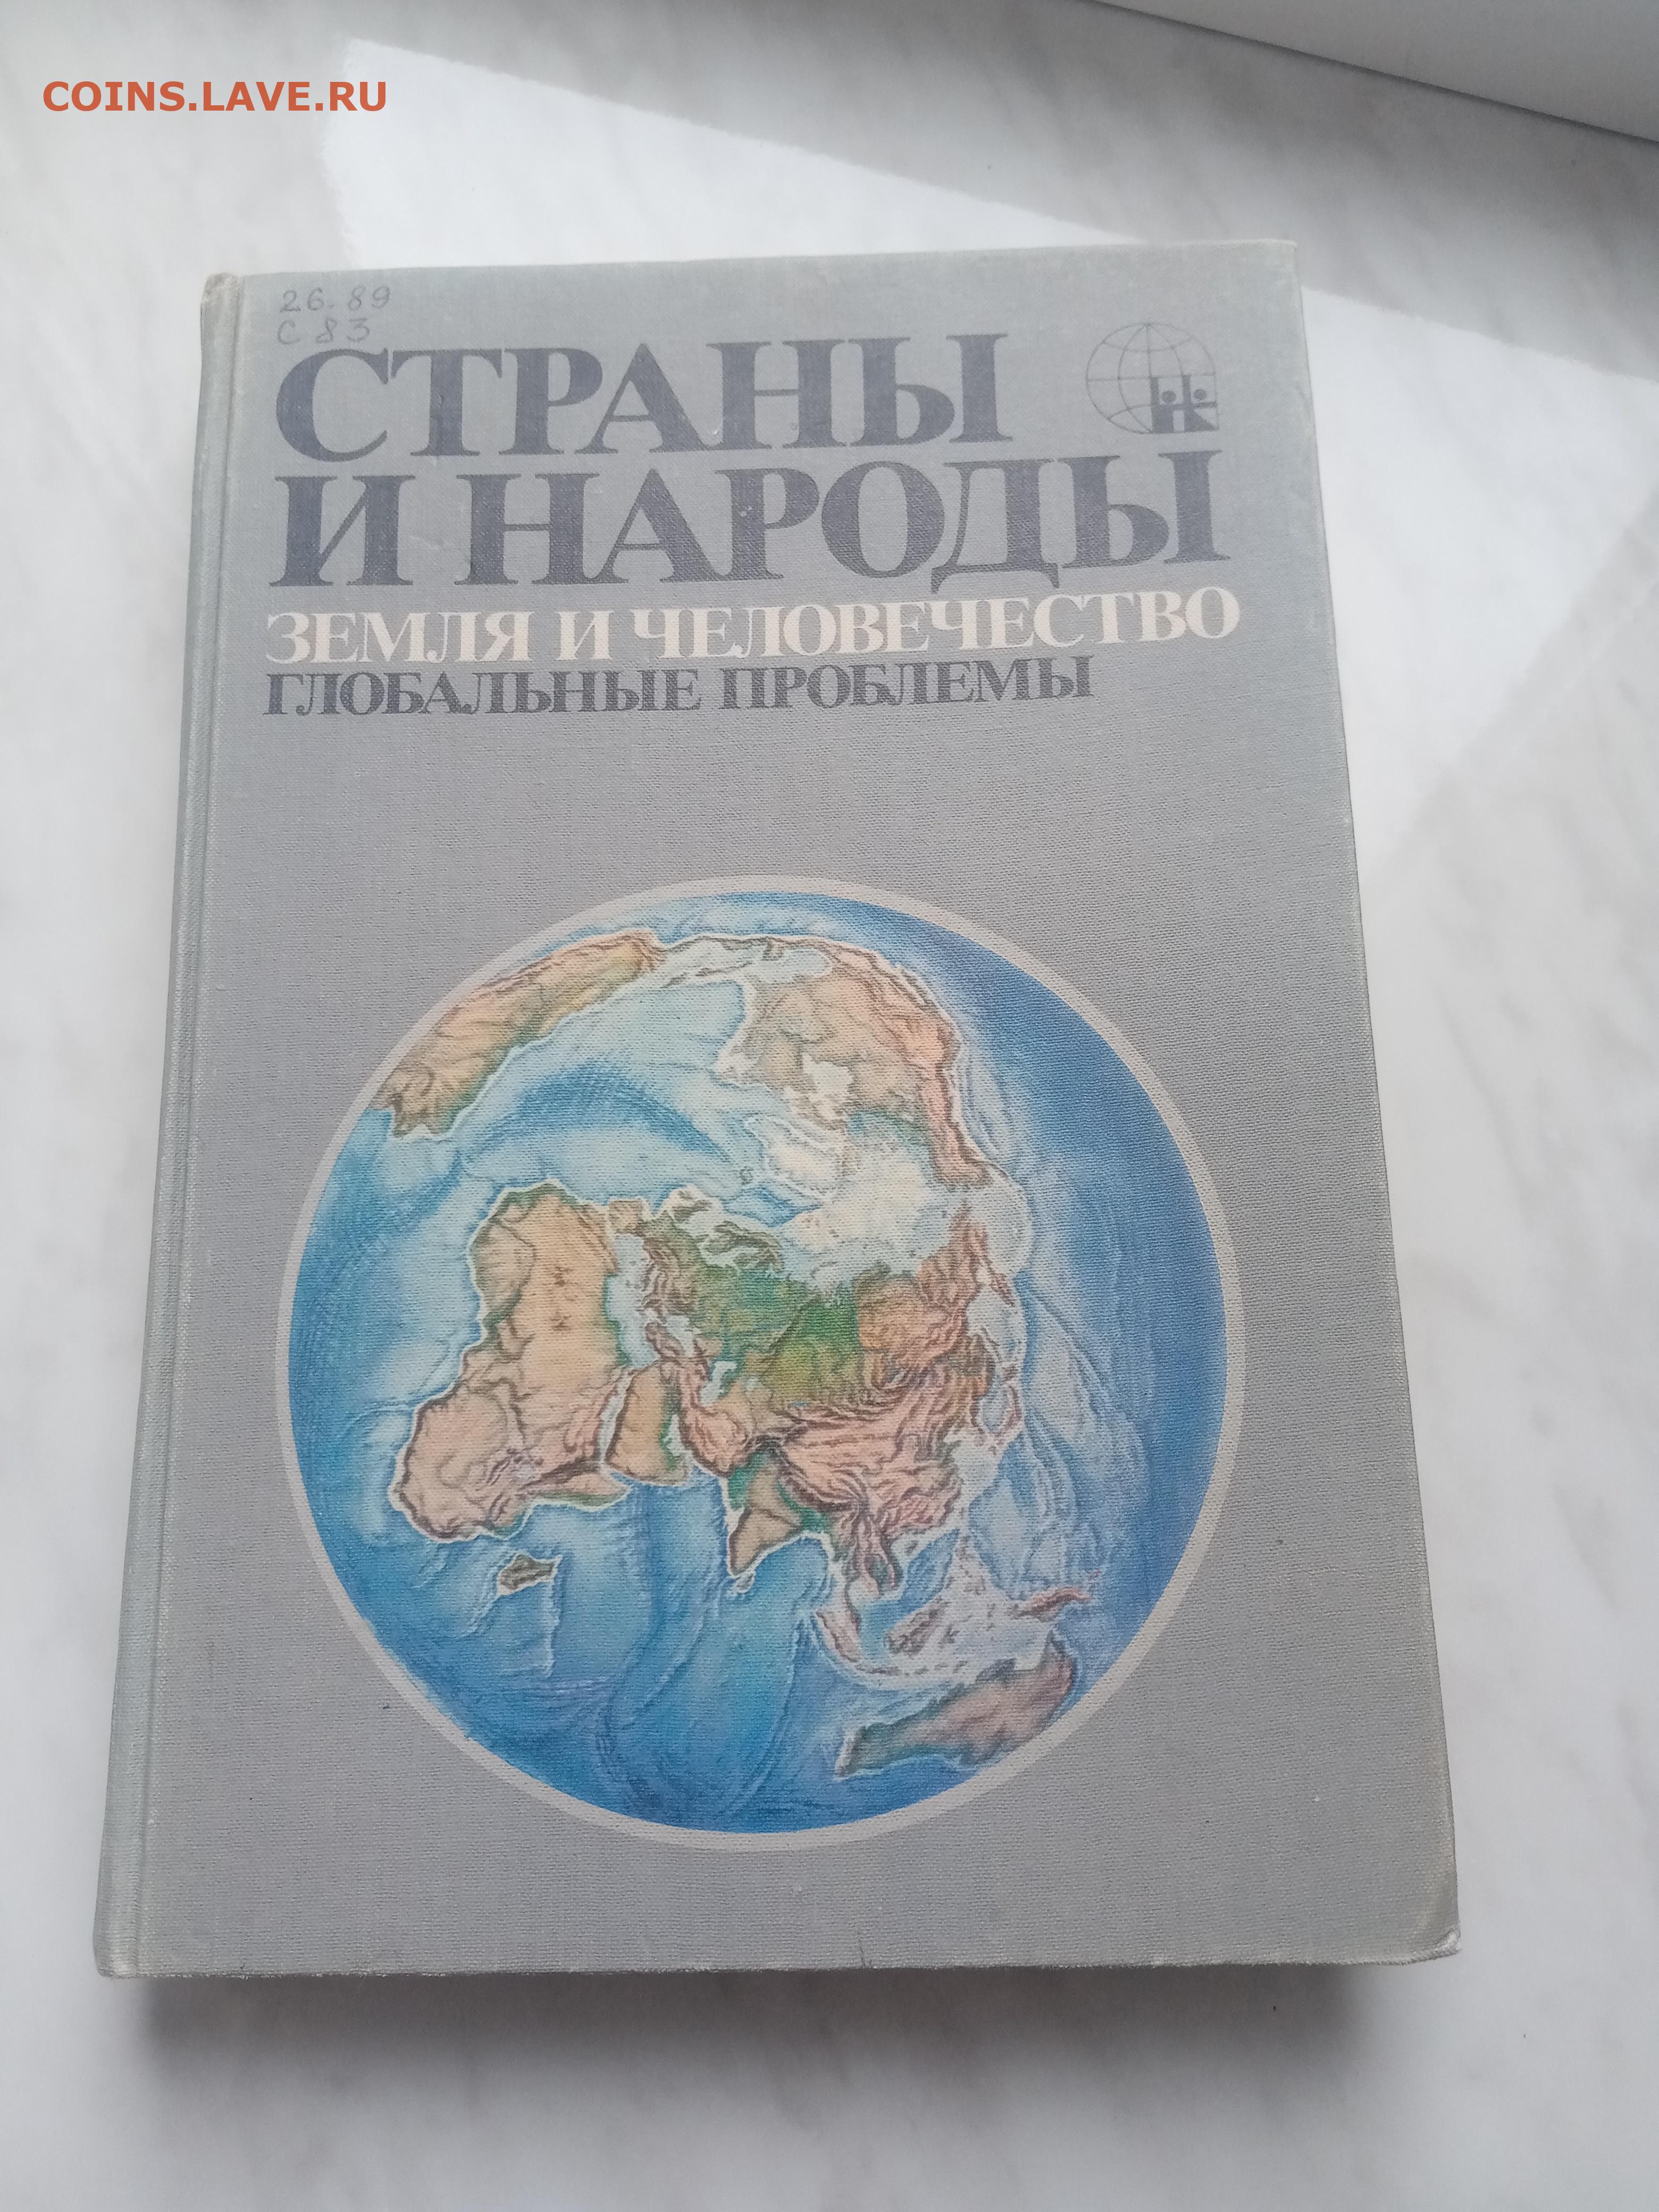 COINS.LAVE.RU
26.89
С 83
СТРАНЫ
И НАРОДЫ
ЗЕМЛЯ И ЧЕЛОВЕЧЕСТВО
ГЛОБАЛЬНЫЕ ПРОБЛЕМЫ